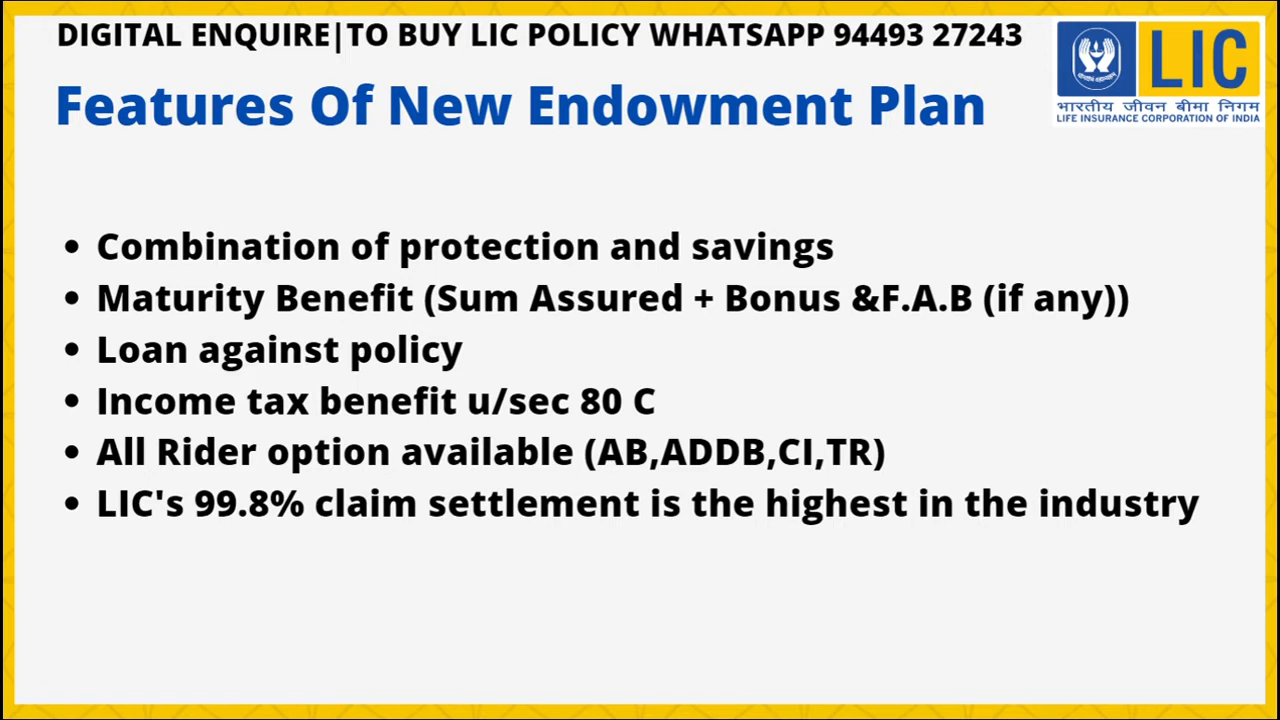 DIGITAL ENQUIRE|TO BUY LIC POLICY WHATSAPP 94493 27243
Features Of New Endowment Plan
LIC
भारतीय जीवन बीमा निगम
LIFE INSURANCE CORPORATION OF INDIA
• Combination of protection and savings
• Maturity Benefit (Sum Assured + Bonus &F.A.B (if any))
• Loan against policy
• Income tax benefit u/sec 80 C
• All Rider option available (AB,ADDB,CI,TR)
• LIC's 99.8% claim settlement is the highest in the industry